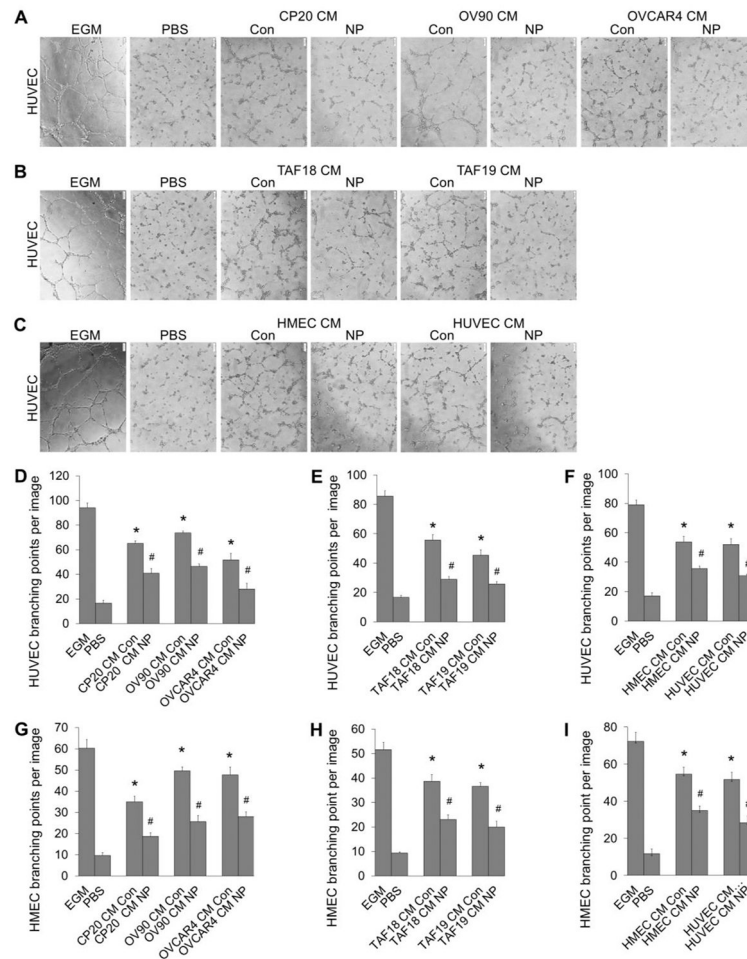 A CP20 CM OV90 CM OVCAR4 CM
EGM PBS Con NP Con NP Con NP
HUVEC
B TAF18 CM TAF19 CM
EGM PBS Con NP Con NP
HUVEC
C HMEC CM HUVEC CM
EGM PBS Con NP Con NP
HUVEC
D
HUVEC branching points per image
120
100
80
60
40
20
0
* # * # * #
EGM
PBS
CP20 CM Con
CP20 CM NP
OV90 CM Con
OV90 CM NP
OVCAR4 CM Con
OVCAR4 CM NP
E
HUVEC branching points per image
100
80
60
40
20
0
* # * #
EGM
PBS
TAF18 CM Con
TAF18 CM NP
TAF19 CM Con
TAF19 CM NP
F
HUVEC branching points per image
100
80
60
40
20
0
* # * #
EGM
PBS
HMEC CM Con
HMEC CM NP
HUVEC CM Con
HUVEC CM NP
G
HMEC branching points per image
70
60
50
40
30
20
10
0
* # * # * #
EGM
PBS
CP20 CM Con
CP20 CM NP
OV90 CM Con
OV90 CM NP
OVCAR4 CM Con
OVCAR4 CM NP
H
HMEC branching points per image
60
50
40
30
20
10
0
* # * #
EGM
PBS
TAF18 CM Con
TAF18 CM NP
TAF19 CM Con
TAF19 CM NP
I
HMEC branching point per image
80
60
40
20
0
* # * #
EGM
PBS
HMEC CM Con
HMEC CM NP
HUVEC CM...
HUVEC CM N...